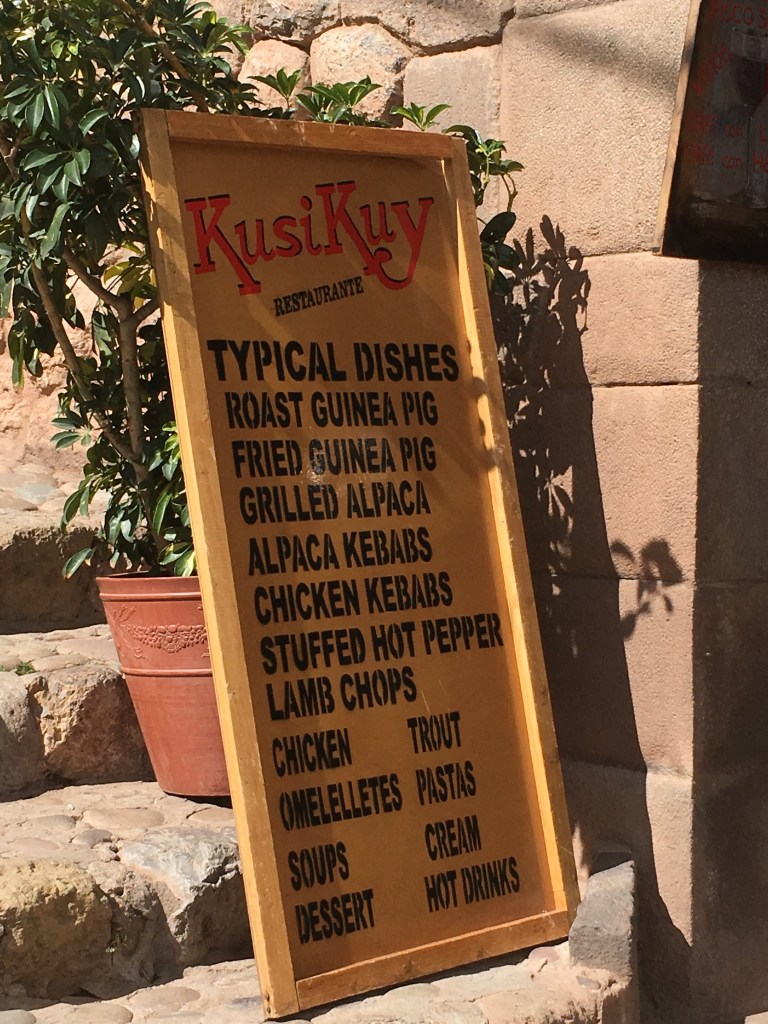 KusiKuy
RESTAURANTE
TYPICAL DISHES
ROAST GUINEA PIG
FRIED GUINEA PIG
GRILLED ALPACA
ALPACA KEBABS
CHICKEN KEBABS
STUFFED HOT PEPPER
LAMB CHOPS
CHICKEN TROUT
OMELELLETES PASTAS
SOUPS CREAM
DESSERT HOT DRINKS
con